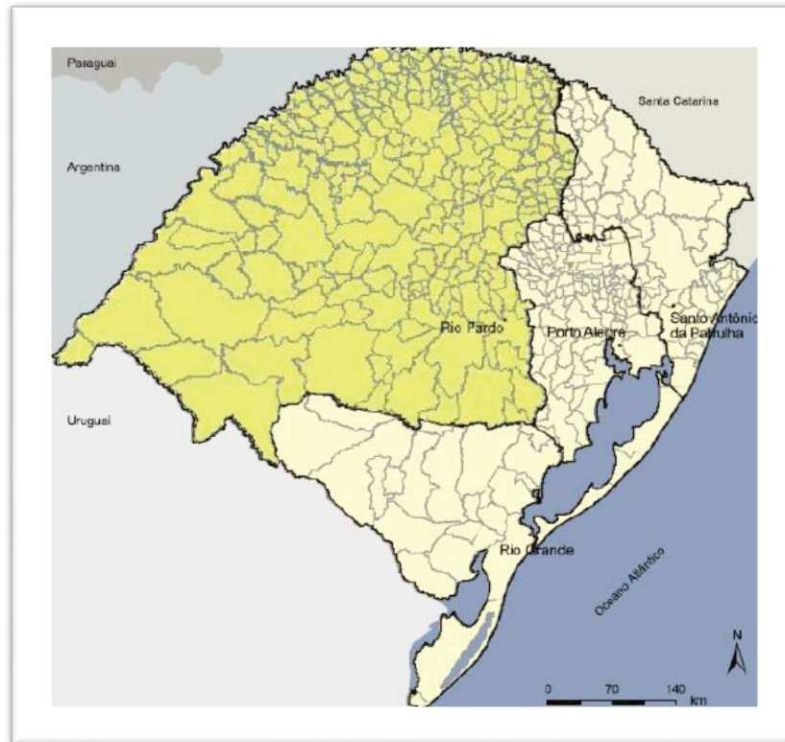 Paraguai
Santa Catarina
Argentina
Rio Pardo
Porto Alegre
Santo Antônio
da Patrulha
Uruguai
Rio Grande
Oceano Atlântico
N
0 70 140
km